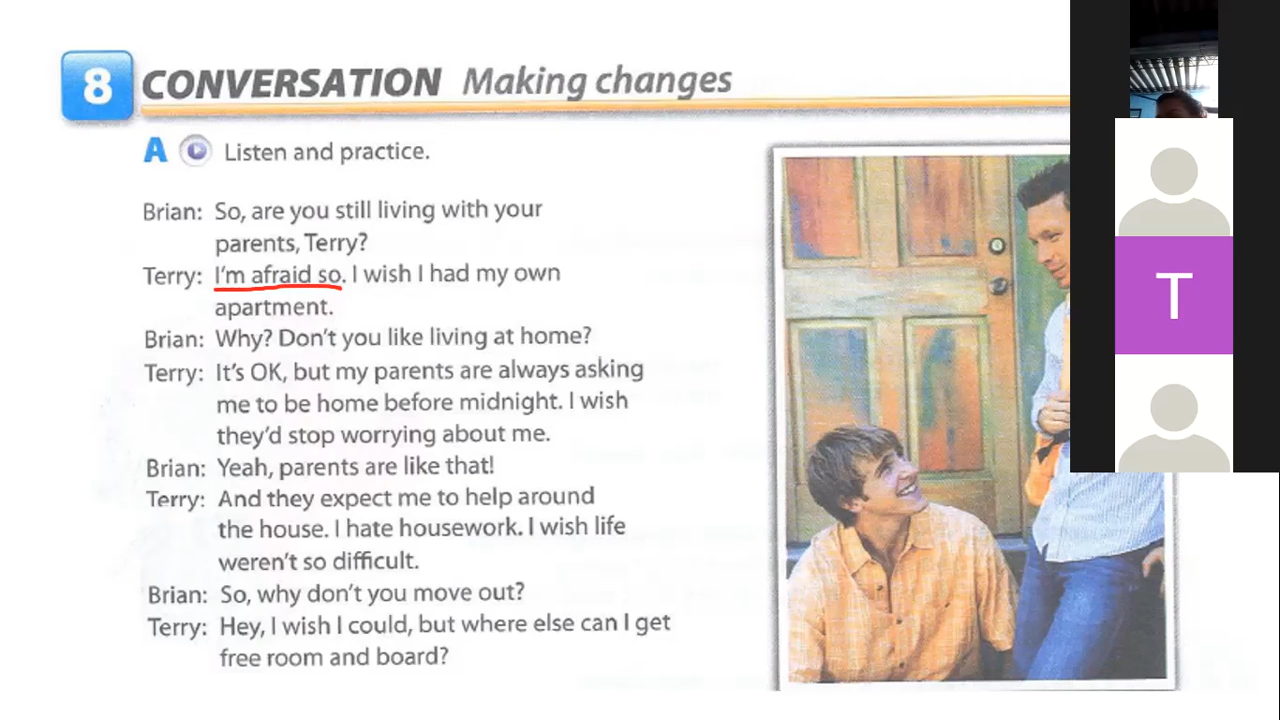 8 CONVERSATION Making changes
A Listen and practice.
Brian: So, are you still living with your
parents, Terry?
Terry: I'm afraid so. I wish I had my own
apartment.
Brian: Why? Don't you like living at home?
Terry: It's OK, but my parents are always asking
me to be home before midnight. I wish
they'd stop worrying about me.
Brian: Yeah, parents are like that!
Terry: And they expect me to help around
the house. I hate housework. I wish life
weren't so difficult.
Brian: So, why don't you move out?
Terry: Hey, I wish I could, but where else can I get
free room and board?
T